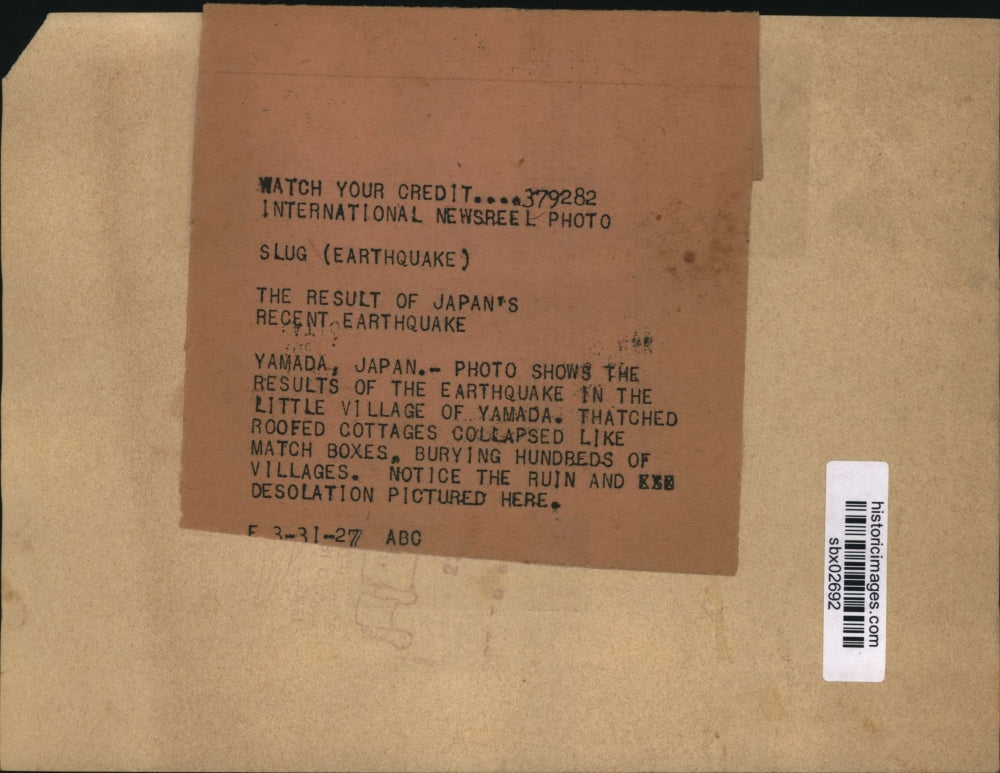 WATCH YOUR CREDIT....379282
INTERNATIONAL NEWSREEL PHOTO
SLUG (EARTHQUAKE)
THE RESULT OF JAPAN'S
RECENT EARTHQUAKE
YAMADA, JAPAN.- PHOTO SHOWS THE
RESULTS OF THE EARTHQUAKE IN THE
LITTLE VILLAGE OF YAMADA. THATCHED
ROOFED COTTAGES COLLAPSED LIKE
MATCH BOXES, BURYING HUNDREDS OF
VILLAGES. NOTICE THE RUIN AND
DESOLATION PICTURED HERE.
F 3-31-27 ABC
historicimages.com
sbx02692